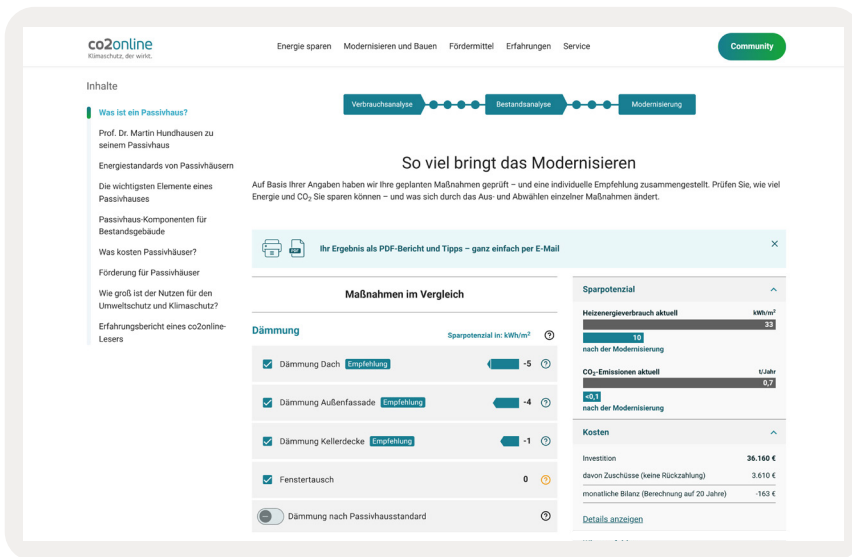 co2online
Klimaschutz, der wirkt.
Energie sparen Modernisieren und Bauen Fördermittel Erfahrungen Service
Community
Inhalte
Was ist ein Passivhaus?
Prof. Dr. Martin Hundhausen zu
seinem Passivhaus
Energiestandards von Passivhäusern
Die wichtigsten Elemente eines
Passivhauses
Passivhaus-Komponenten für
Bestandsgebäude
Was kosten Passivhäuser?
Förderung für Passivhäuser
Wie groß ist der Nutzen für den
Umweltschutz und Klimaschutz?
Erfahrungsbericht eines co2online-
Lesers
Verbrauchsanalyse Bestandsanalyse Modernisierung
So viel bringt das Modernisieren
Auf Basis Ihrer Angaben haben wir Ihre geplanten Maßnahmen geprüft – und eine individuelle Empfehlung zusammengestellt. Prüfen Sie, wie viel
Energie und CO₂ Sie sparen können – und was sich durch das Aus- und Abwählen einzelner Maßnahmen ändert.
PDF
Ihr Ergebnis als PDF-Bericht und Tipps – ganz einfach per E-Mail
Maßnahmen im Vergleich
Dämmung Sparpotenzial in: kWh/m² ?
Dämmung Dach Empfehlung -5 ?
Dämmung Außenfassade Empfehlung -4 ?
Dämmung Kellerdecke Empfehlung -1 ?
Fenstertausch 0 ?
Dämmung nach Passivhausstandard ?
Sparpotenzial
Heizenergieverbrauch aktuell kWh/m²
33
10
nach der Modernisierung
CO₂-Emissionen aktuell t/Jahr
0,7
<0,1
nach der Modernisierung
Kosten
Investition 36.160 €
davon Zuschüsse (keine Rückzahlung) 3.610 €
monatliche Bilanz (Berechnung auf 20 Jahre) -163 €
Details anzeigen